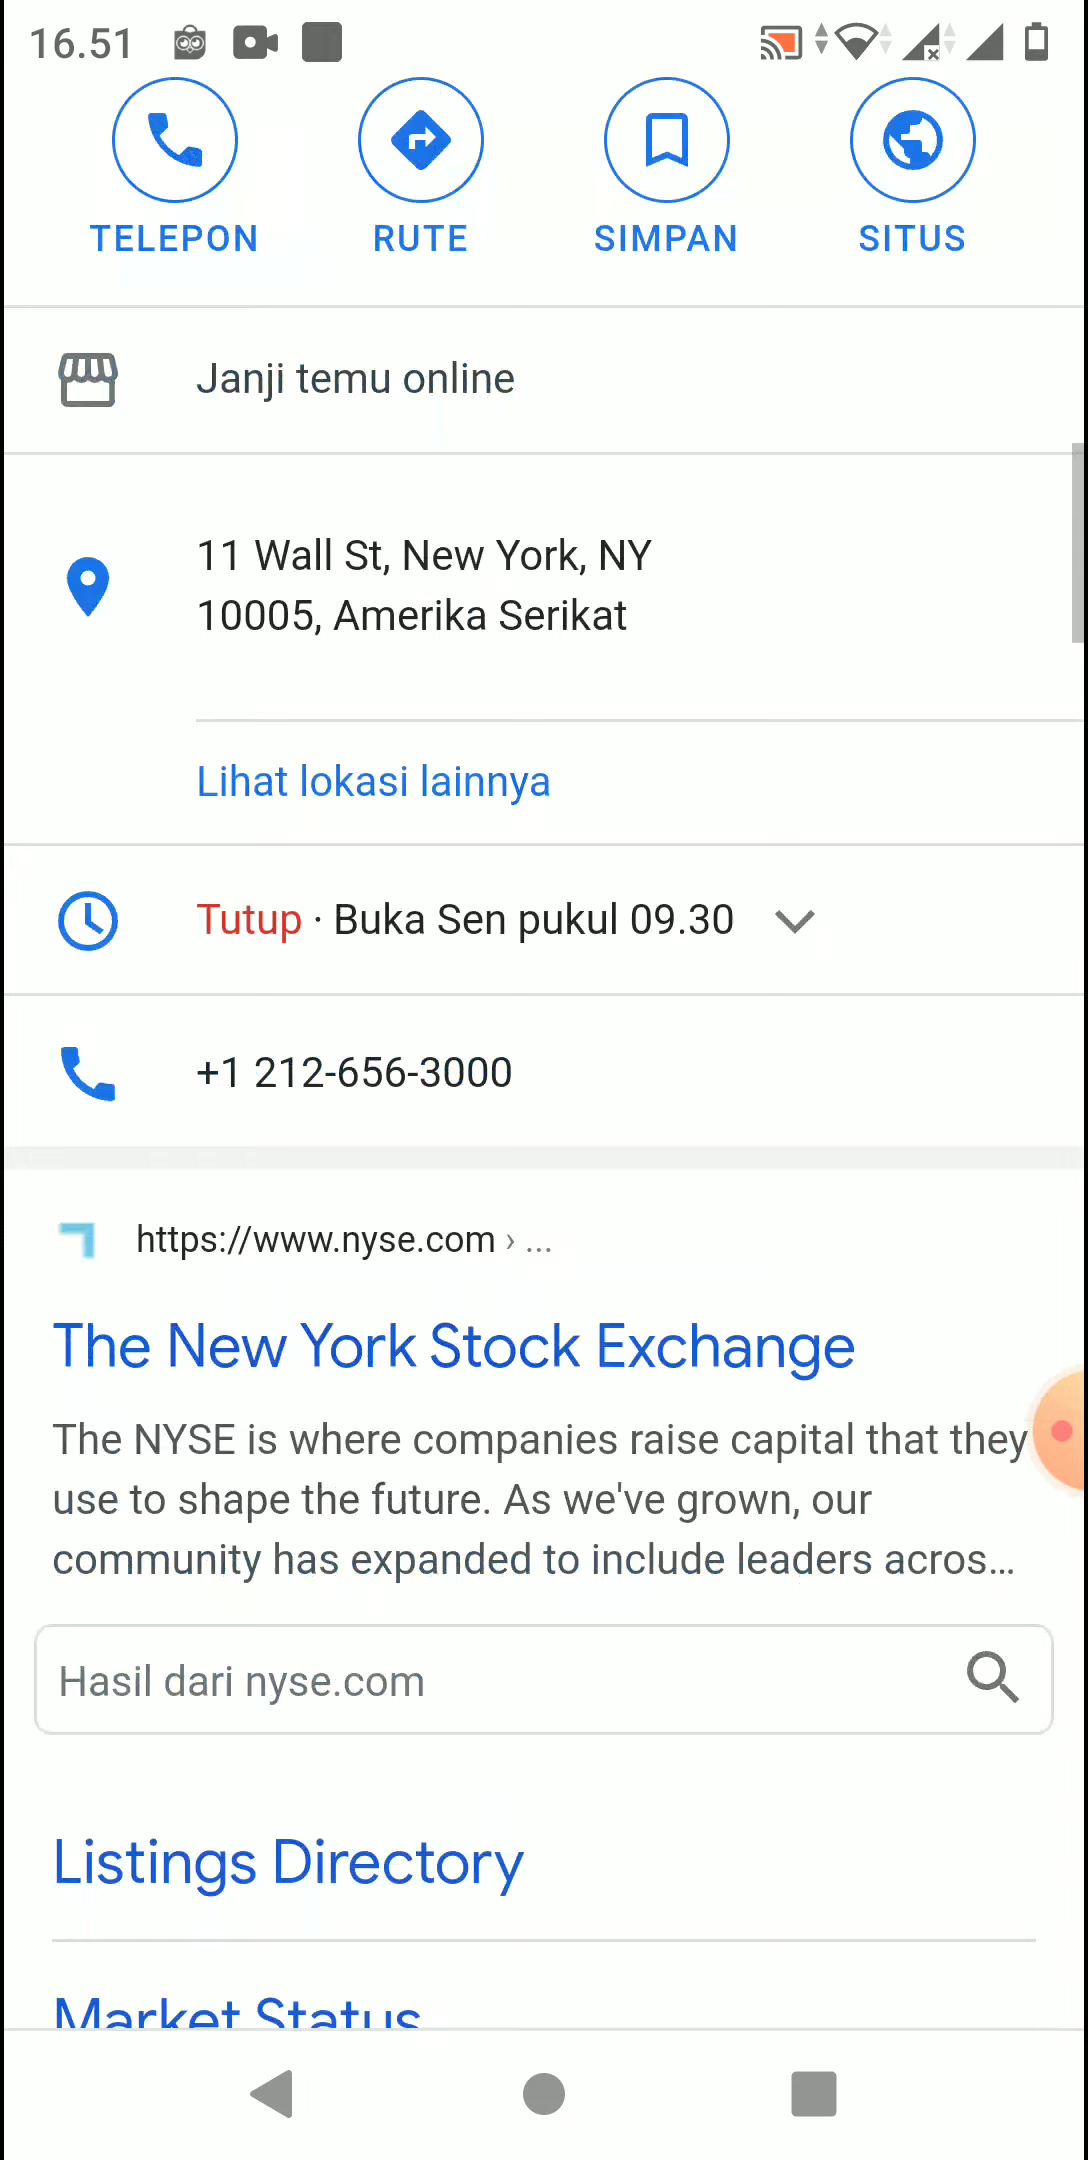 16.51
TELEPON RUTE SIMPAN SITUS
Janji temu online
11 Wall St, New York, NY
10005, Amerika Serikat
Lihat lokasi lainnya
Tutup · Buka Sen pukul 09.30
+1 212-656-3000
https://www.nyse.com › ...
The New York Stock Exchange
The NYSE is where companies raise capital that they
use to shape the future. As we've grown, our
community has expanded to include leaders acros...
Hasil dari nyse.com
Listings Directory
Market Status